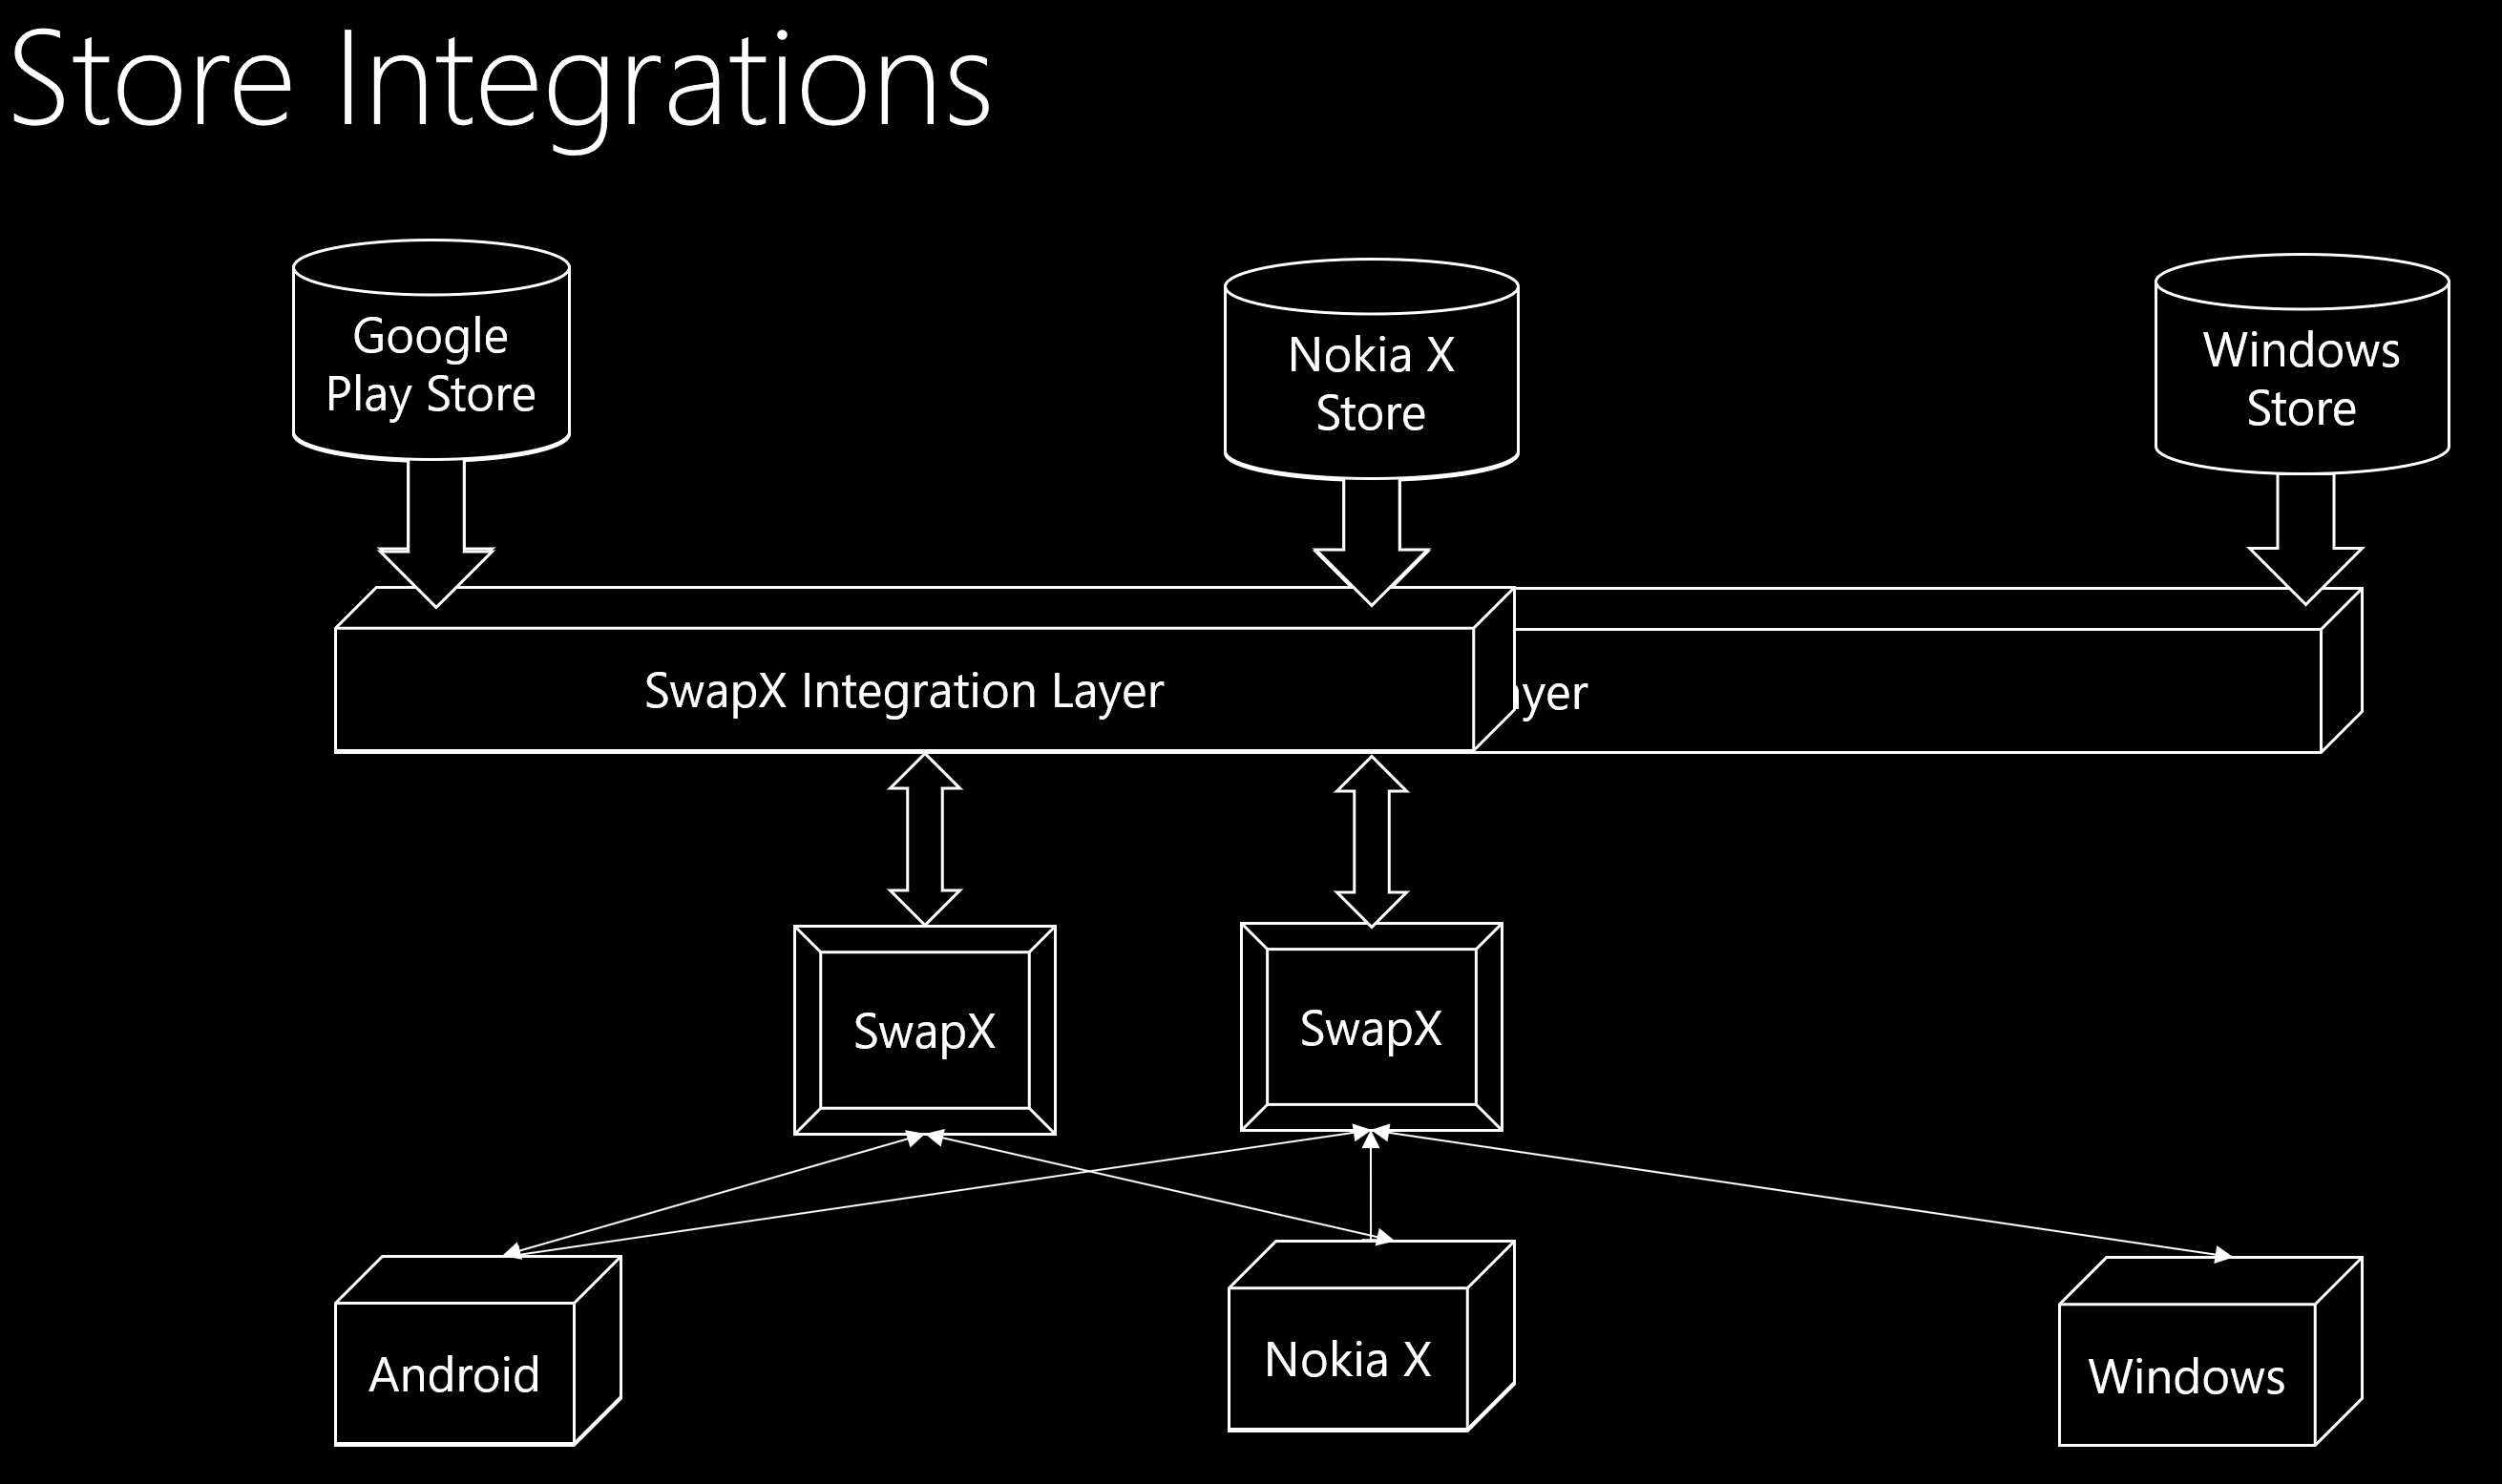 Store Integrations
Google
Play Store
Nokia X
Store
Windows
Store
SwapX Integration Layer
yer
SwapX
SwapX
Android
Nokia X
Windows